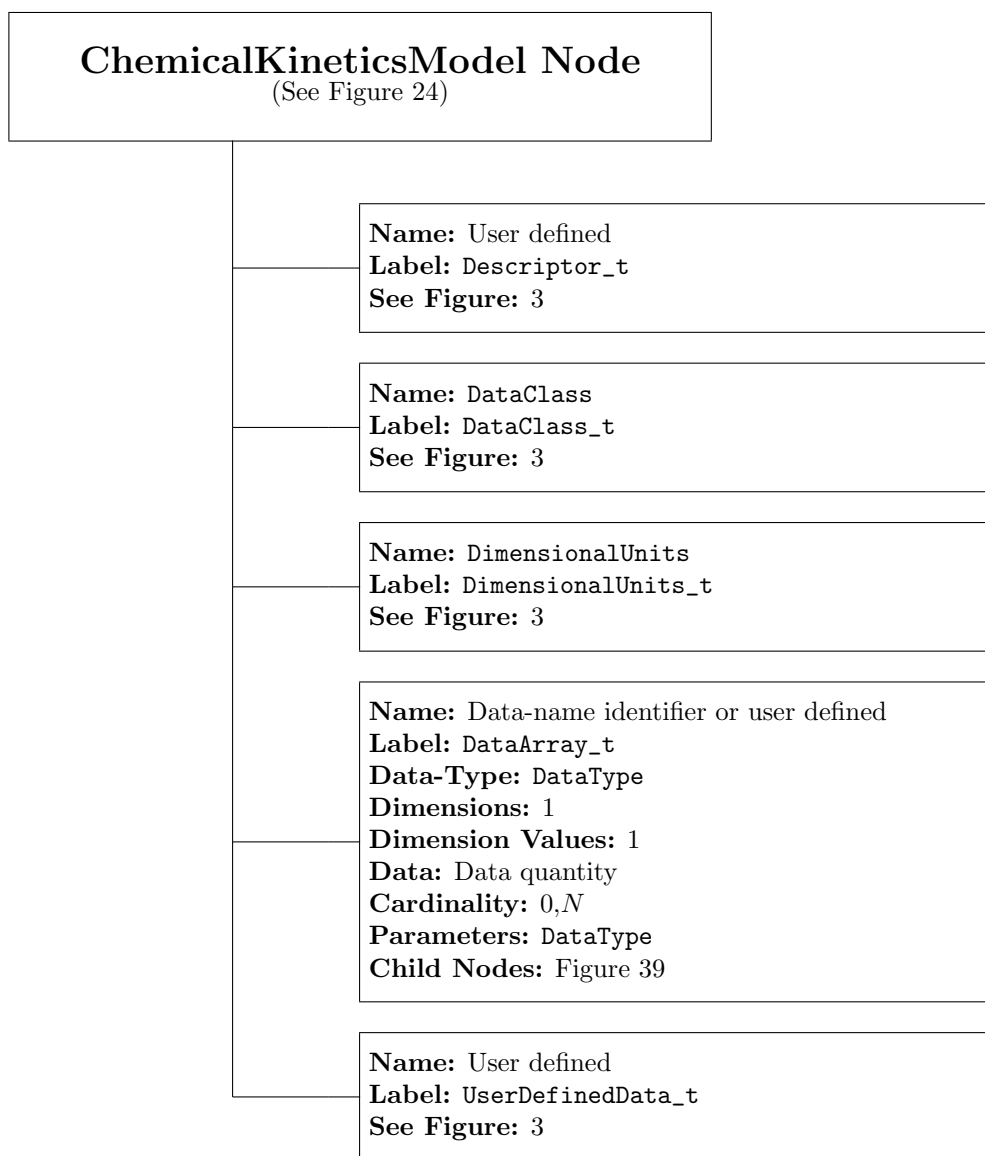 ChemicalKineticsModel Node
(See Figure 24)
Name: User defined
Label: Descriptor_t
See Figure: 3
Name: DataClass
Label: DataClass_t
See Figure: 3
Name: DimensionalUnits
Label: DimensionalUnits_t
See Figure: 3
Name: Data-name identifier or user defined
Label: DataArray_t
Data-Type: DataType
Dimensions: 1
Dimension Values: 1
Data: Data quantity
Cardinality: 0,N
Parameters: DataType
Child Nodes: Figure 39
Name: User defined
Label: UserDefinedData_t
See Figure: 3